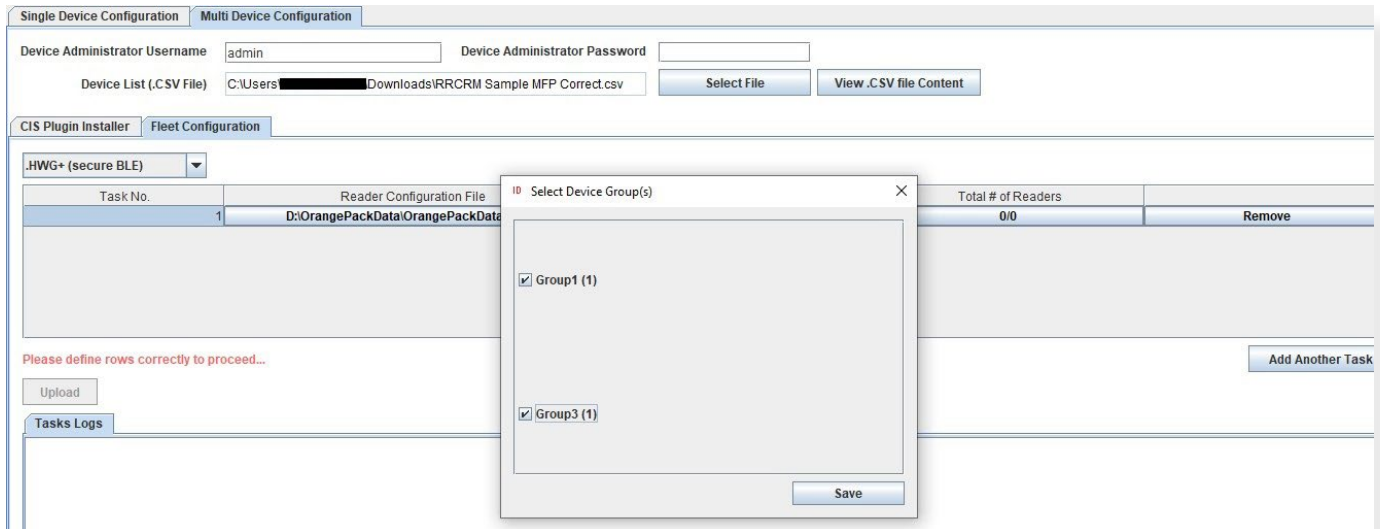 Single Device Configuration Multi Device Configuration
Device Administrator Username admin Device Administrator Password
Device List (.CSV File) C:\Users\ Downloads\RRCRM Sample MFP Correct.csv Select File View .CSV file Content
CIS Plugin Installer Fleet Configuration
.HWG+ (secure BLE)
ID Select Device Group(s)
Task No. Reader Configuration File Total # of Readers
1 D:\OrangePackData\OrangePackData 0/0 Remove
Group1 (1)
Please define rows correctly to proceed...
Add Another Task
Upload
Group3 (1)
Tasks Logs
Save